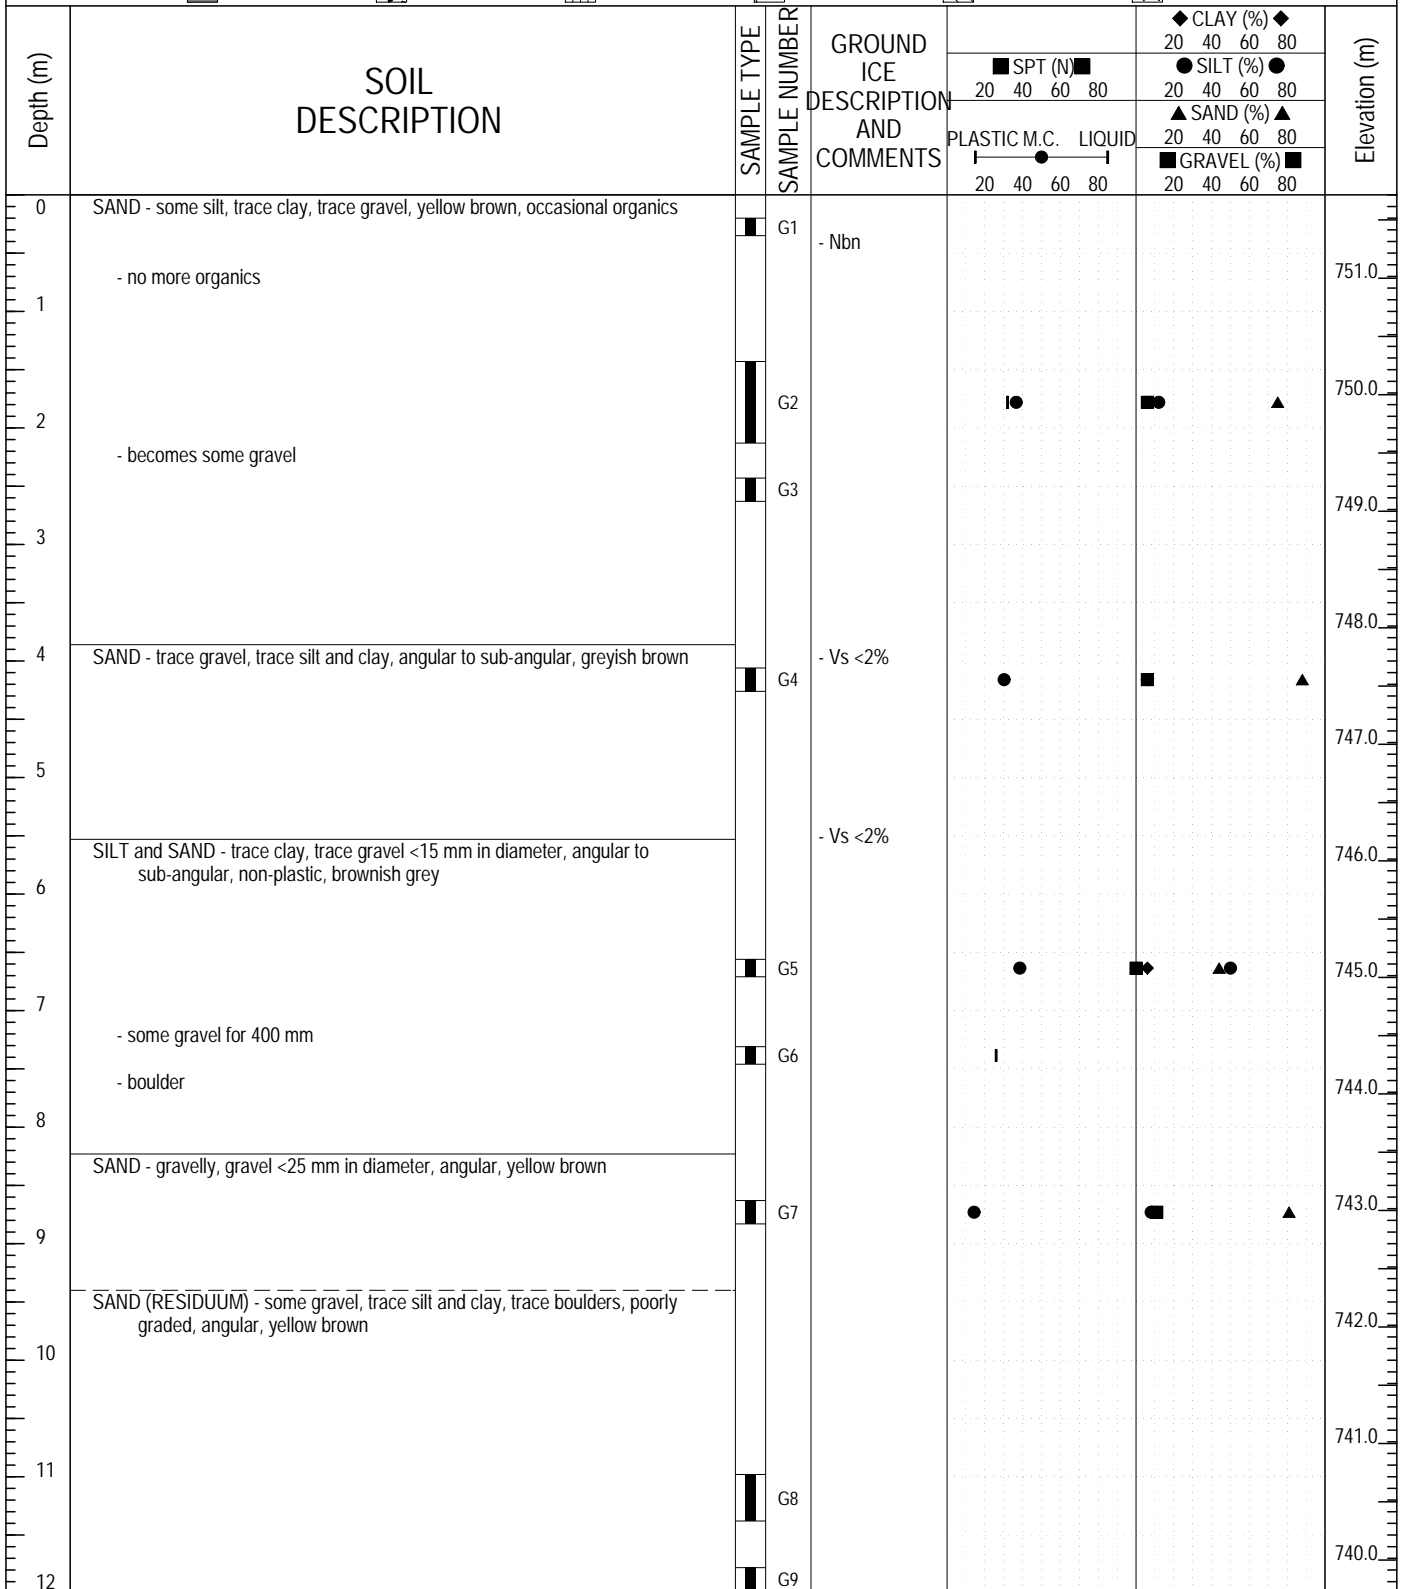 Depth (m)
SOIL
DESCRIPTION
SAMPLE TYPE
SAMPLE NUMBER
GROUND
ICE
DESCRIPTION
AND
COMMENTS
SPT (N)
20 40 60 80
PLASTIC M.C. LIQUID
20 40 60 80
CLAY (%)
20 40 60 80
SILT (%)
20 40 60 80
SAND (%)
20 40 60 80
GRAVEL (%)
20 40 60 80
Elevation (m)
0
SAND - some silt, trace clay, trace gravel, yellow brown, occasional organics
G1
- Nbn
- no more organics
751.0
1
750.0
G2
2
- becomes some gravel
G3
749.0
3
748.0
4
SAND - trace gravel, trace silt and clay, angular to sub-angular, greyish brown
- Vs <2%
G4
747.0
5
- Vs <2%
746.0
SILT and SAND - trace clay, trace gravel <15 mm in diameter, angular to
sub-angular, non-plastic, brownish grey
6
G5
745.0
7
- some gravel for 400 mm
G6
- boulder
744.0
8
SAND - gravelly, gravel <25 mm in diameter, angular, yellow brown
743.0
G7
9
SAND (RESIDUUM) - some gravel, trace silt and clay, trace boulders, poorly
graded, angular, yellow brown
742.0
10
741.0
11
G8
740.0
12
G9